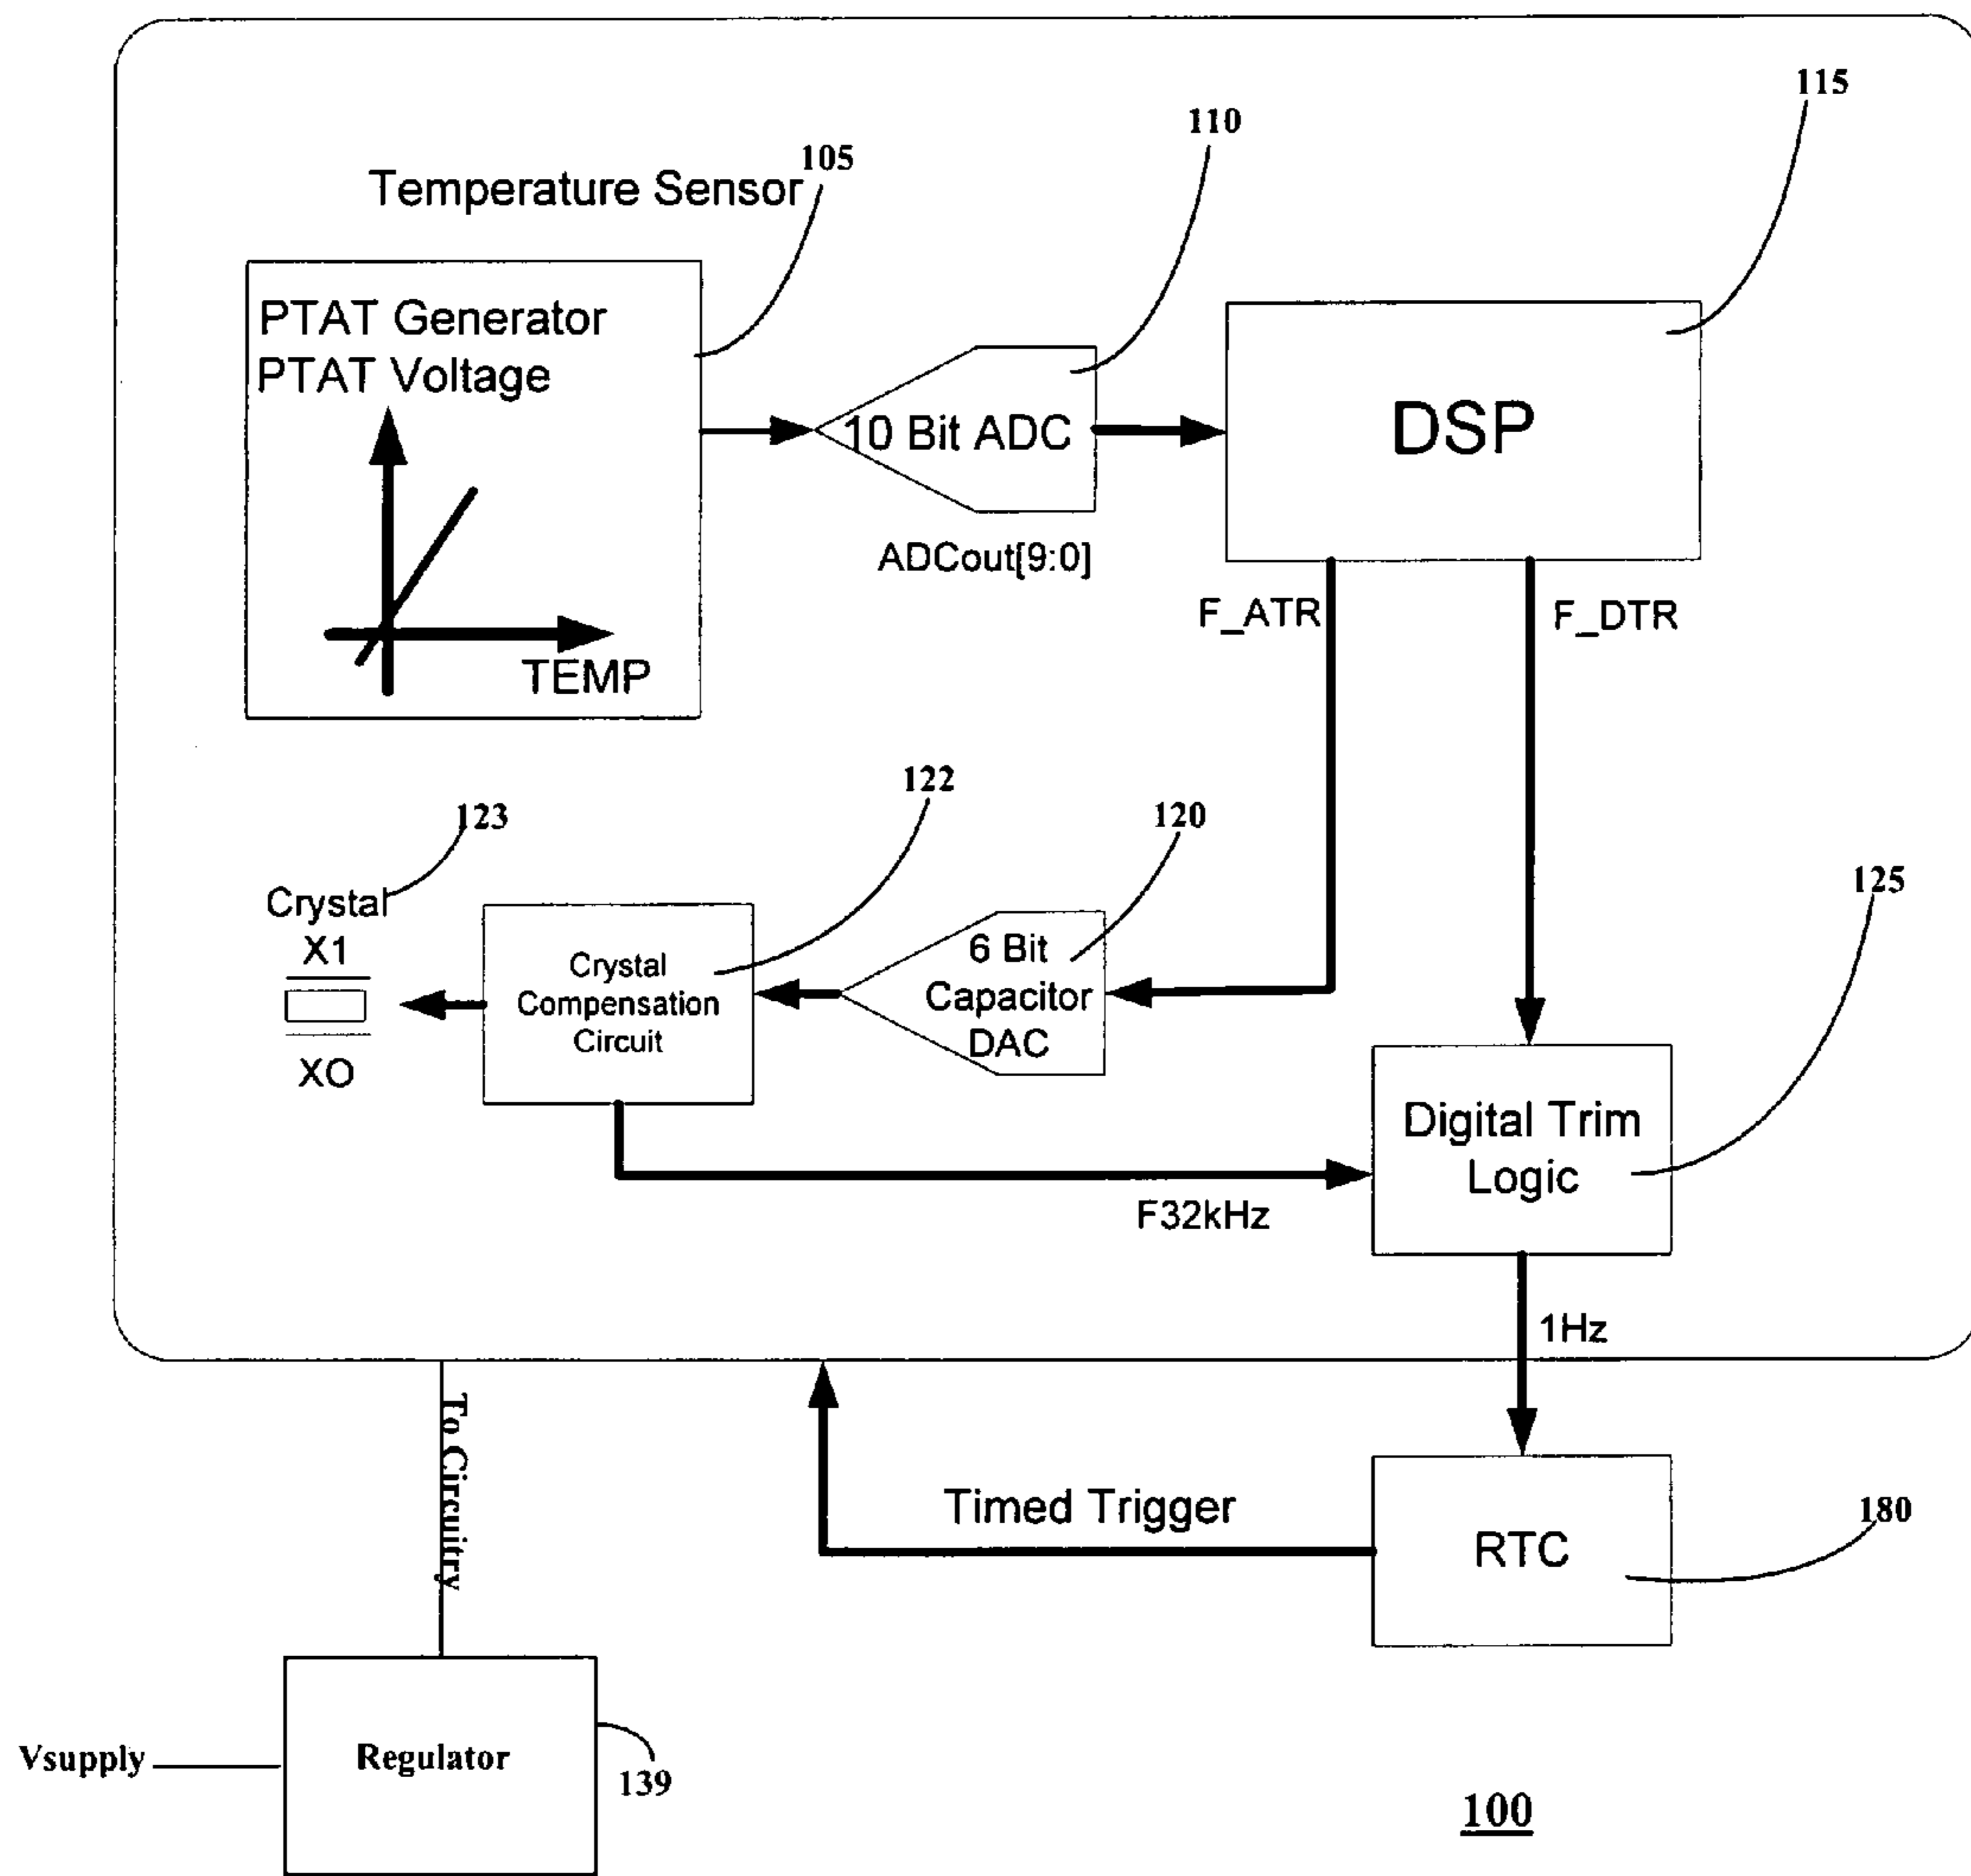 115
110
105
Temperature Sensor
PTAT Generator
PTAT Voltage
10 Bit ADC
DSP
ADCout[9:0]
F_ATR
F_DTR
TEMP
122
123
120
125
Crystal
X1
XO
Crystal
Compensation
Circuit
6 Bit
Capacitor
DAC
Digital Trim
Logic
F32kHz
1Hz
To Circuitry
Timed Trigger
RTC
180
Vsupply
Regulator
139
100